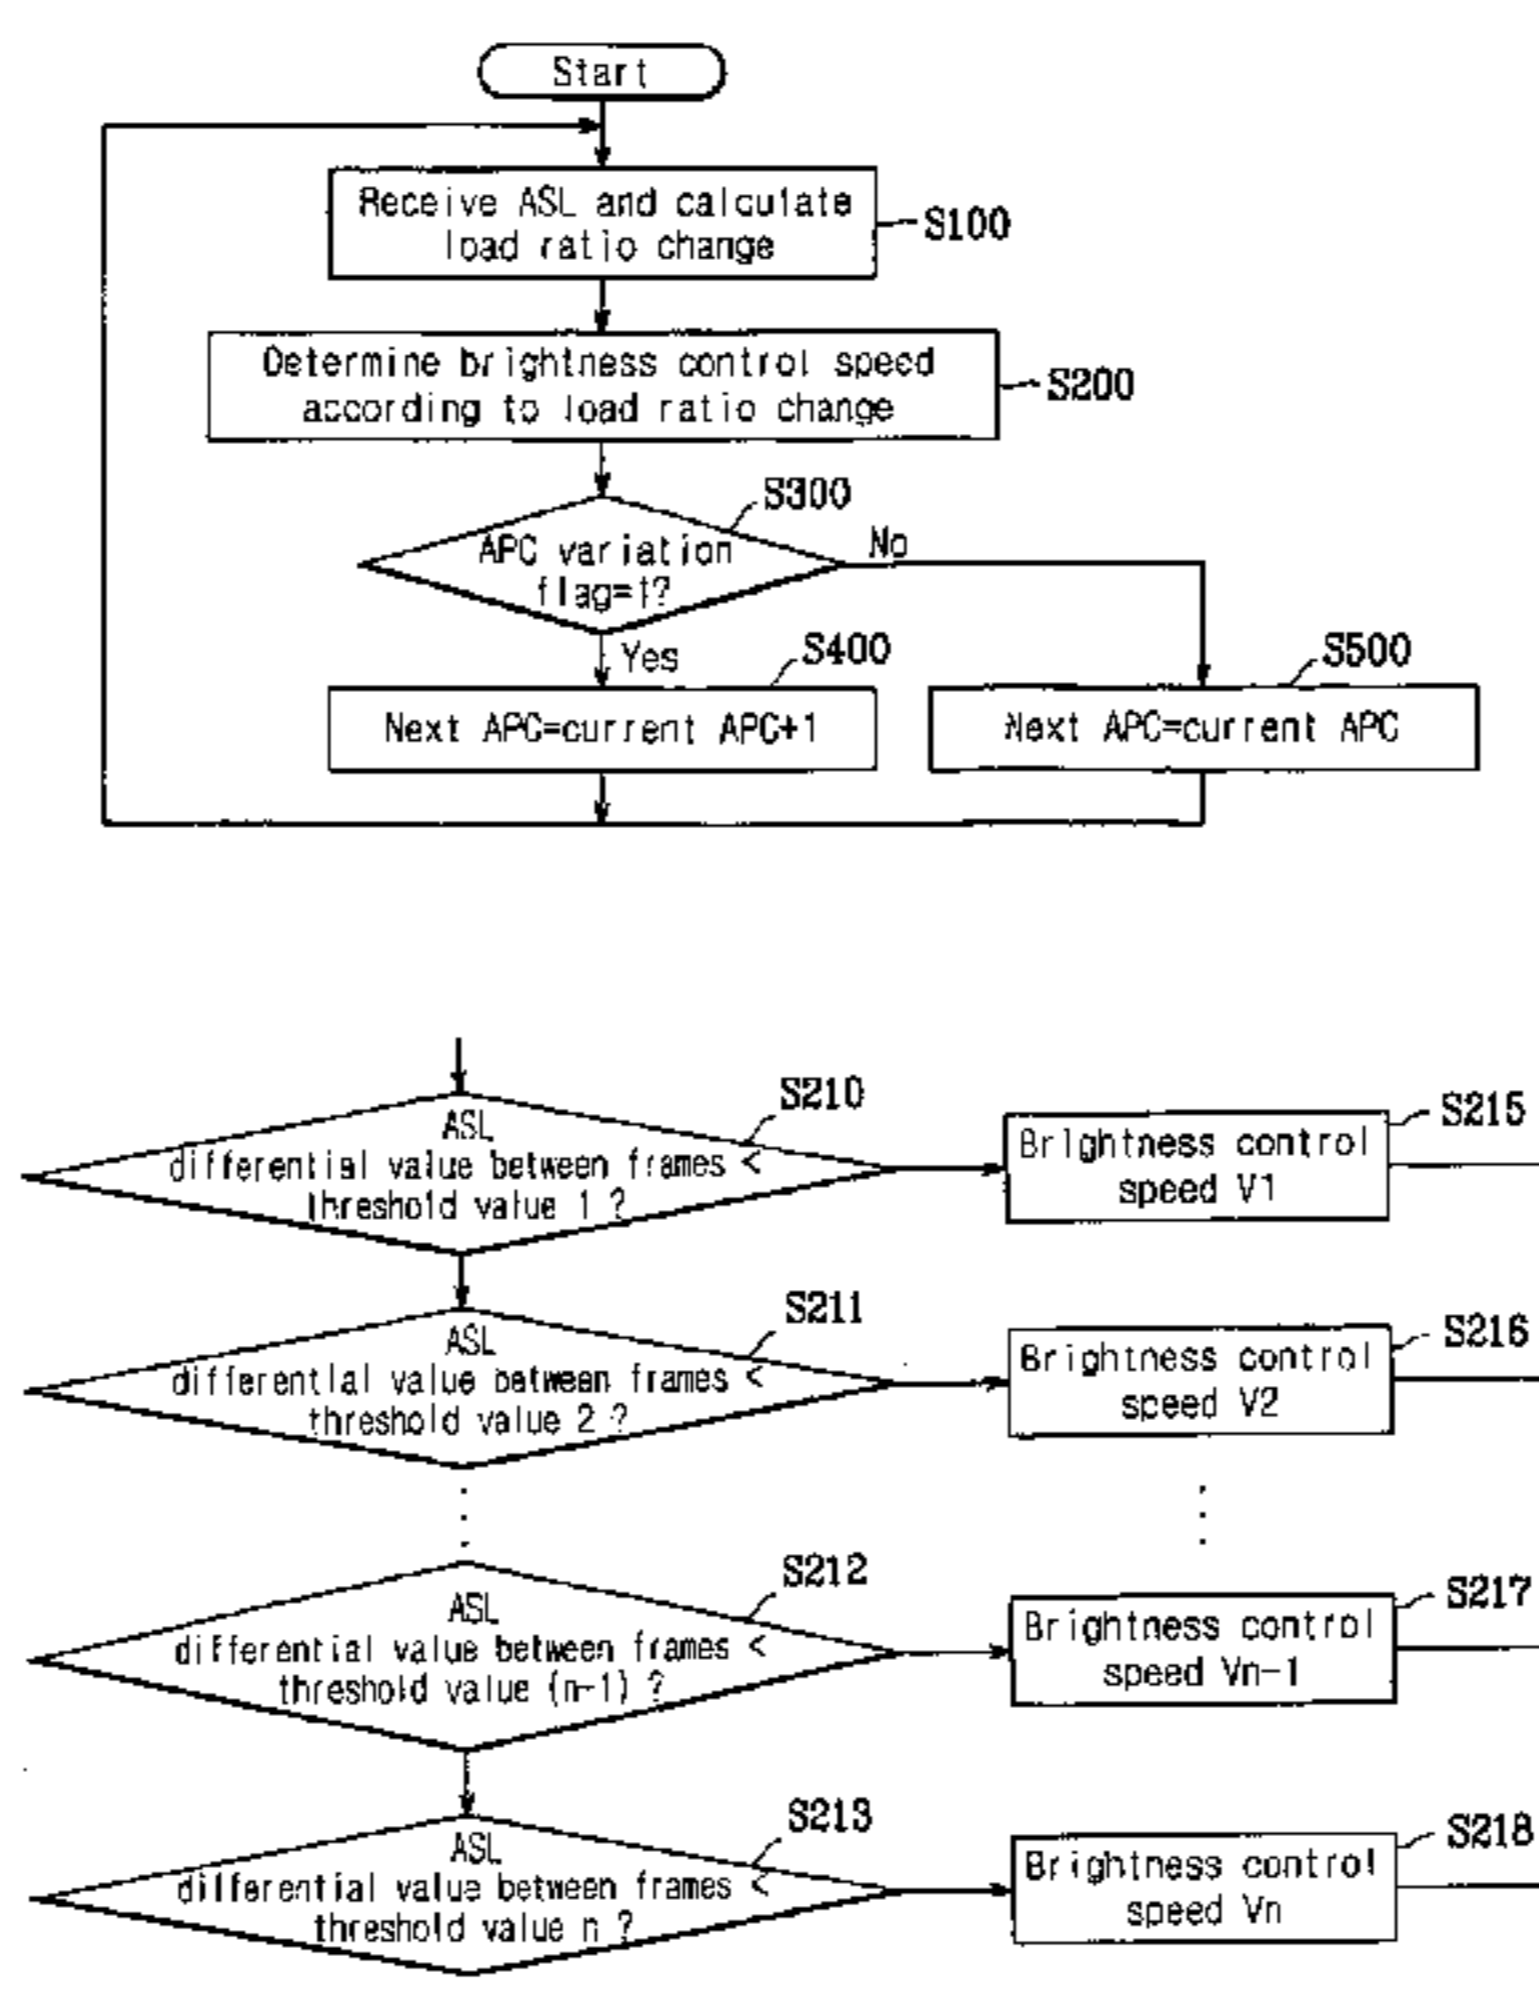 Start
Receive ASL and calculate
load ratio change
S100
Determine brightness control speed
according to load ratio change
S200
S300
APC variation
flag=1?
No
Yes
S400
Next APC=current APC+1
S500
Next APC=current APC
S210
ASL
differential value between frames <
threshold value 1 ?
S215
Brightness control
speed V1
S211
ASL
differential value between frames <
threshold value 2 ?
S216
Brightness control
speed V2
S212
ASL
differential value between frames <
threshold value (n-1) ?
S217
Brightness control
speed Vn-1
S213
ASL
differential value between frames <
threshold value n ?
S218
Brightness control
speed Vn